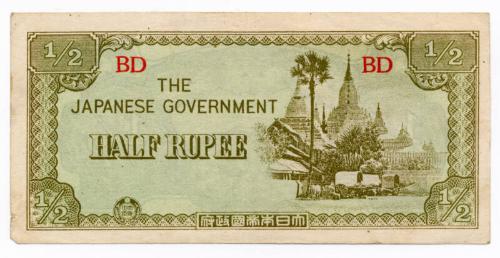 1/2 1/2
BD BD
THE
JAPANESE GOVERNMENT
HALF RUPEE
1/2 1/2
府政國帝本日大